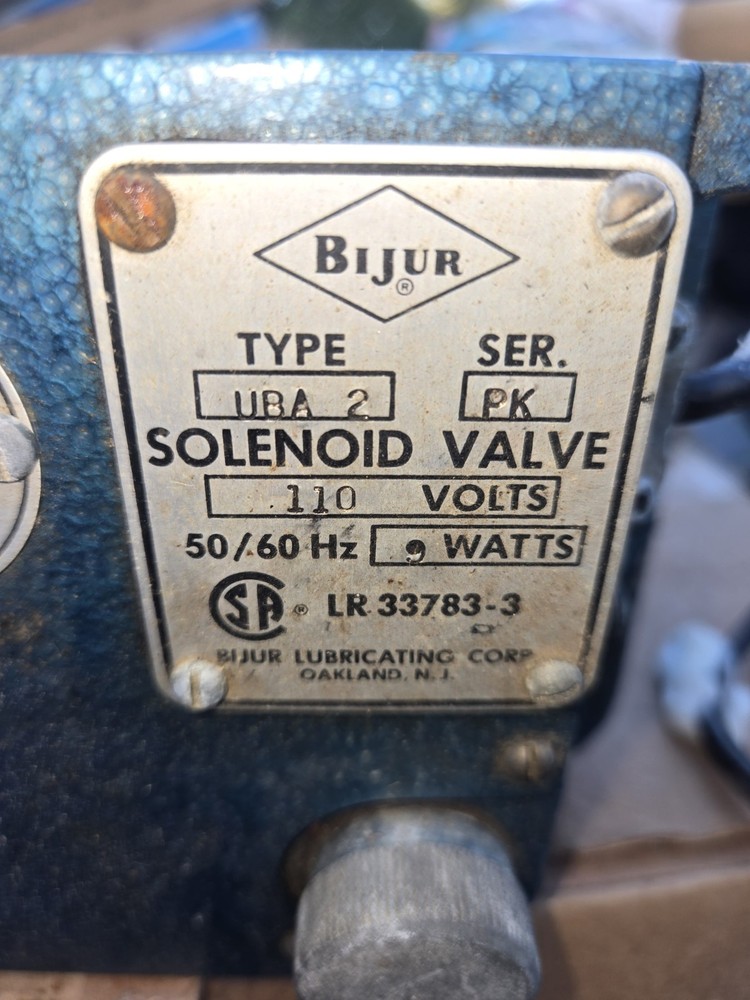 BIJUR
®
TYPE SER.
UBA 2 PK
SOLENOID VALVE
110 VOLTS
50/60 Hz 9 WATTS
SA ® LR 33783-3
BIJUR LUBRICATING CORP
OAKLAND, N.J.